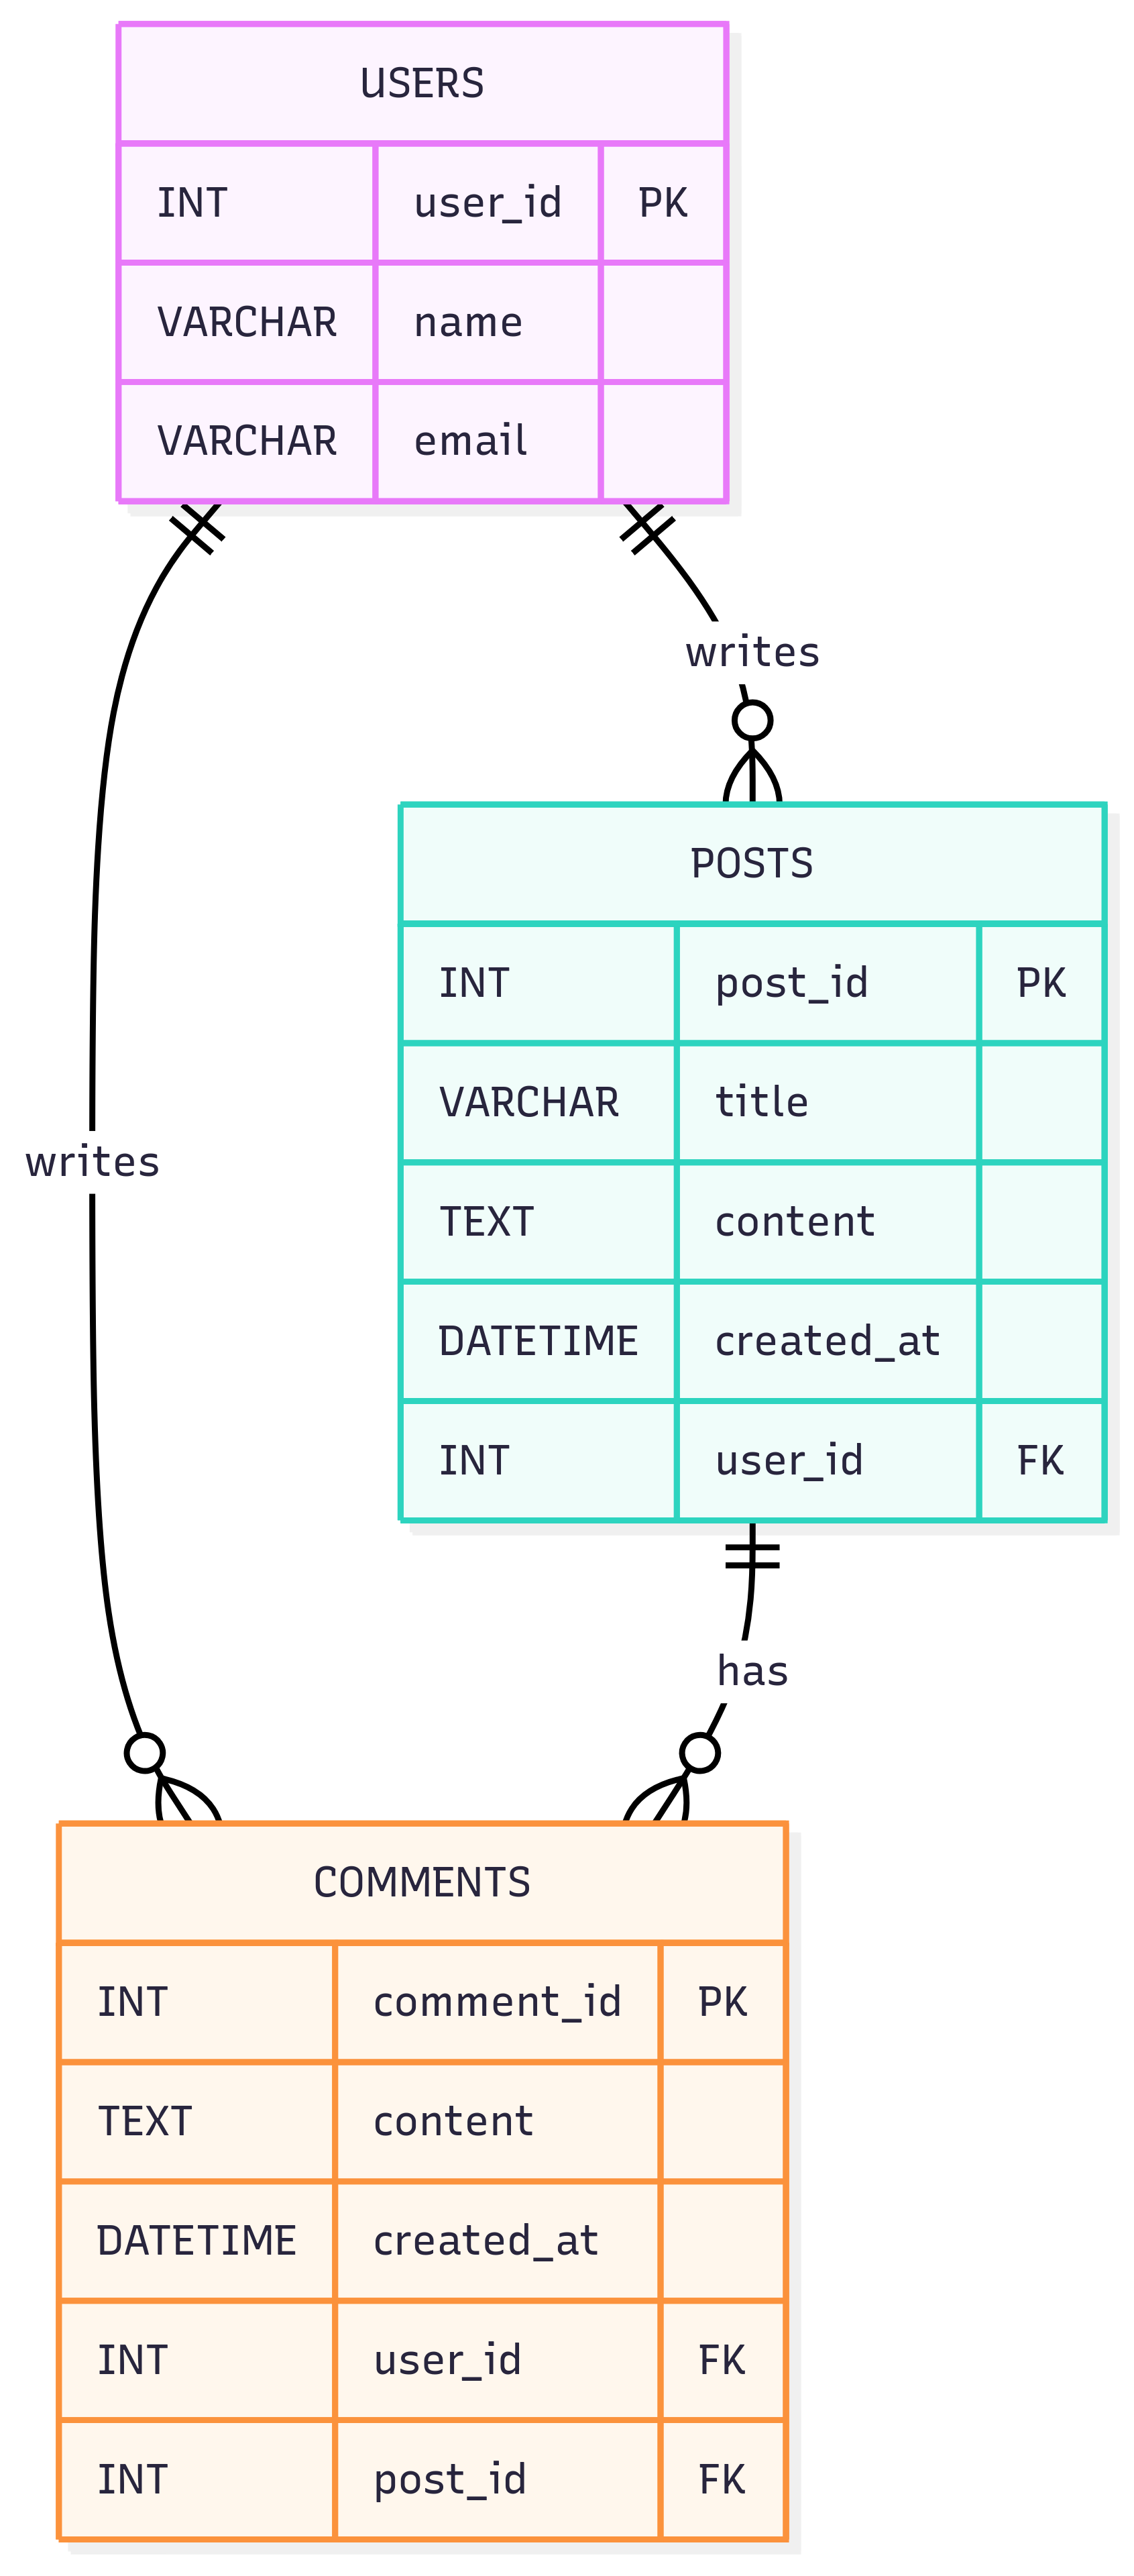 USERS
INT user_id PK
VARCHAR name
VARCHAR email
writes
POSTS
INT post_id PK
VARCHAR title
TEXT content
DATETIME created_at
INT user_id FK
writes
has
COMMENTS
INT comment_id PK
TEXT content
DATETIME created_at
INT user_id FK
INT post_id FK